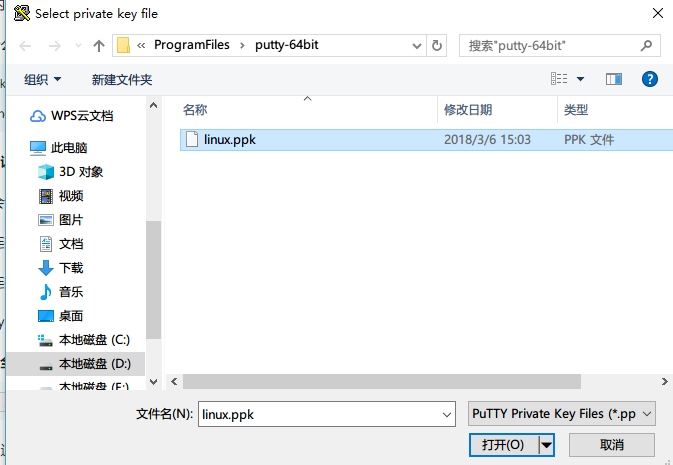 Select private key file
« ProgramFiles › putty-64bit
搜索"putty-64bit"
组织
新建文件夹
名称
修改日期
类型
linux.ppk
2018/3/6 15:03
PPK 文件
WPS云文档
此电脑
3D 对象
视频
图片
文档
下载
音乐
桌面
本地磁盘 (C:)
本地磁盘 (D:)
文件名(N):
linux.ppk
PuTTY Private Key Files (*.pp
打开(O)
取消